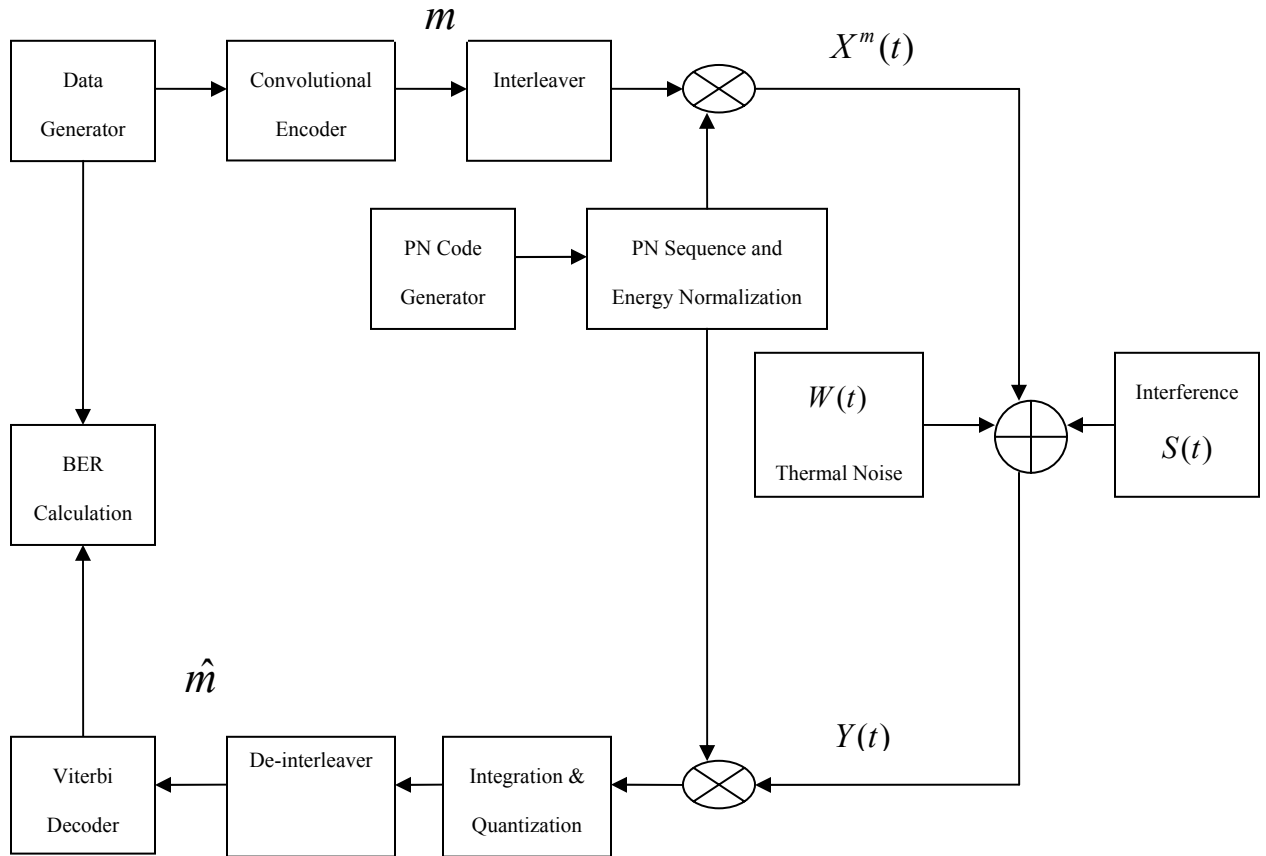 m
X^m(t)
Data
Generator
Convolutional
Encoder
Interleaver
PN Code
Generator
PN Sequence and
Energy Normalization
W(t)
Thermal Noise
Interference
S(t)
BER
Calculation
m̂
Y(t)
Viterbi
Decoder
De-interleaver
Integration &
Quantization